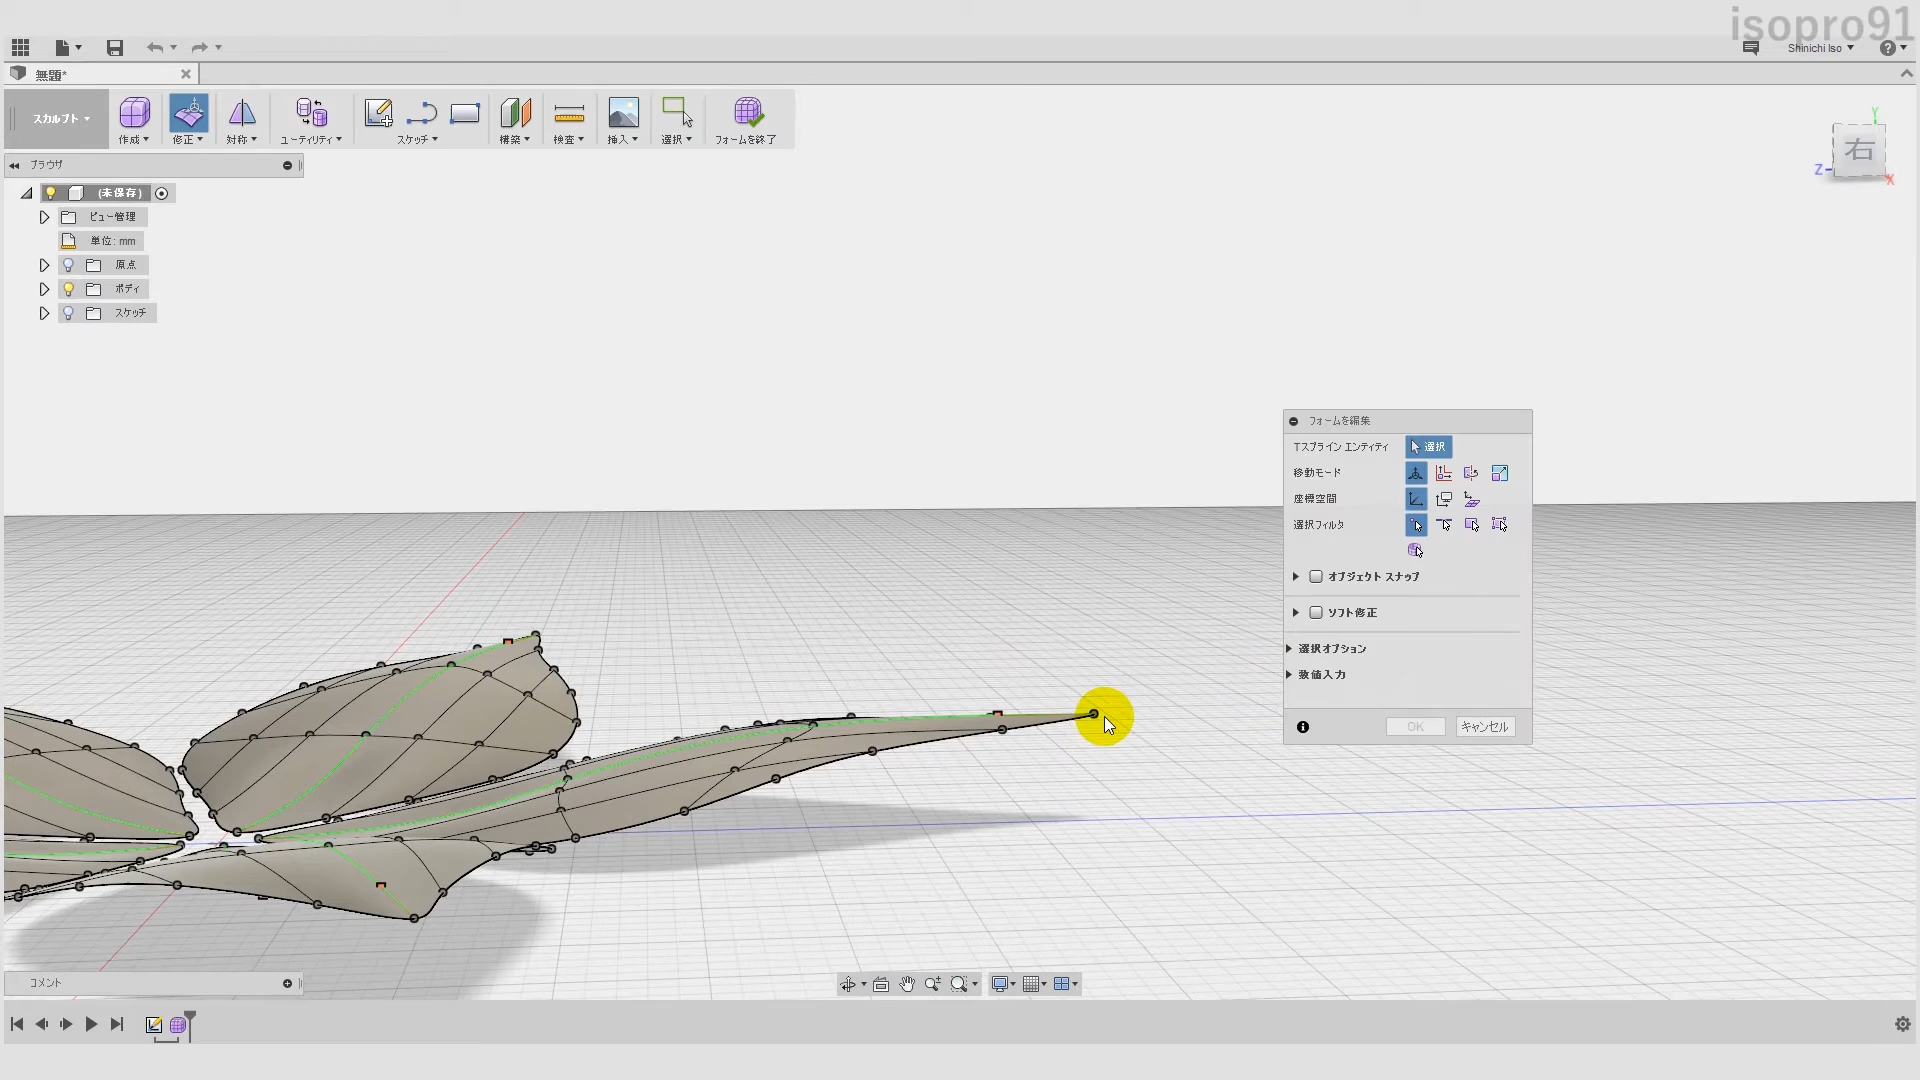 isopro91
Shinichi Iso
無題*
スカルプト
作成
修正
対称
ユーティリティ
スケッチ
構築
検査
挿入
選択
フォームを終了
ブラウザ
(未保存)
ビュー管理
単位: mm
原点
ボディ
スケッチ
Y
右
Z
X
フォームを編集
Tスプライン エンティティ
選択
移動モード
座標空間
選択フィルタ
オブジェクト スナップ
ソフト修正
選択オプション
数値入力
OK
キャンセル
コメント